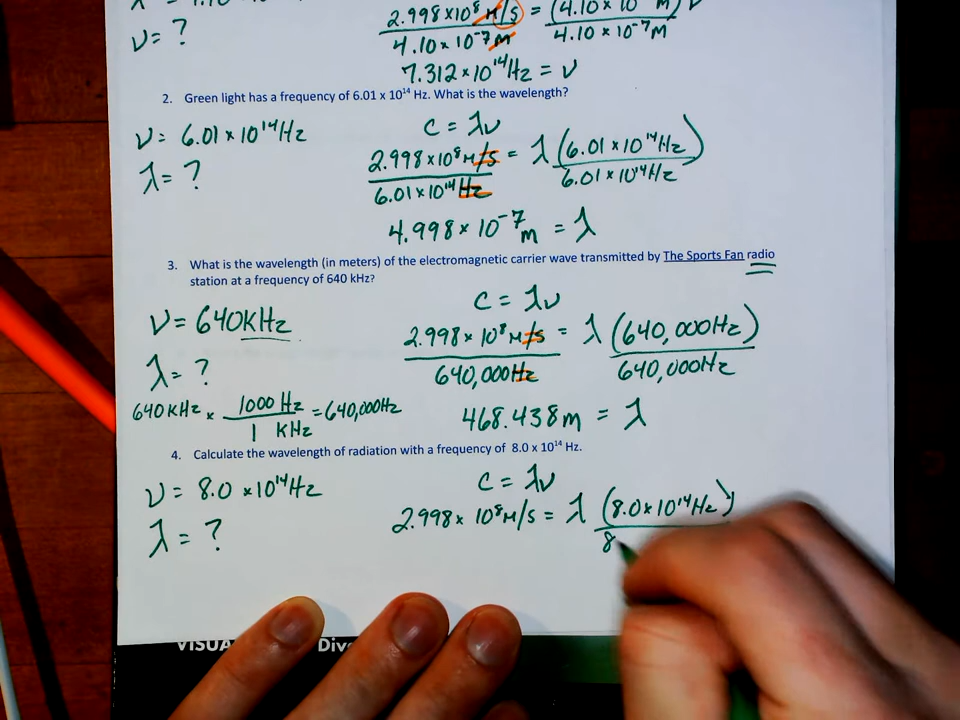 ν = ?
2.998 x 10⁸ M/S = (4.10 x 10 M) ν
4.10 x 10⁻⁷ M 4.10 x 10⁻⁷ M
7.312 x 10¹⁴ Hz = ν
2. Green light has a frequency of 6.01 x 10¹⁴ Hz. What is the wavelength?
ν = 6.01 x 10¹⁴ Hz
λ = ?
C = λν
2.998 x 10⁸ M/S = λ (6.01 x 10¹⁴ Hz)
6.01 x 10¹⁴ Hz 6.01 x 10¹⁴ Hz
4.998 x 10⁻⁷ m = λ
3. What is the wavelength (in meters) of the electromagnetic carrier wave transmitted by The Sports Fan radio
station at a frequency of 640 kHz?
ν = 640 KHz
λ = ?
640 KHz x 1000 Hz = 640,000 Hz
1 KHz
C = λν
2.998 x 10⁸ M/S = λ (640,000 Hz)
640,000 Hz 640,000 Hz
468.438 m = λ
4. Calculate the wavelength of radiation with a frequency of 8.0 x 10¹⁴ Hz.
ν = 8.0 x 10¹⁴ Hz
λ = ?
C = λν
2.998 x 10⁸ M/S = λ (8.0 x 10¹⁴ Hz)
8